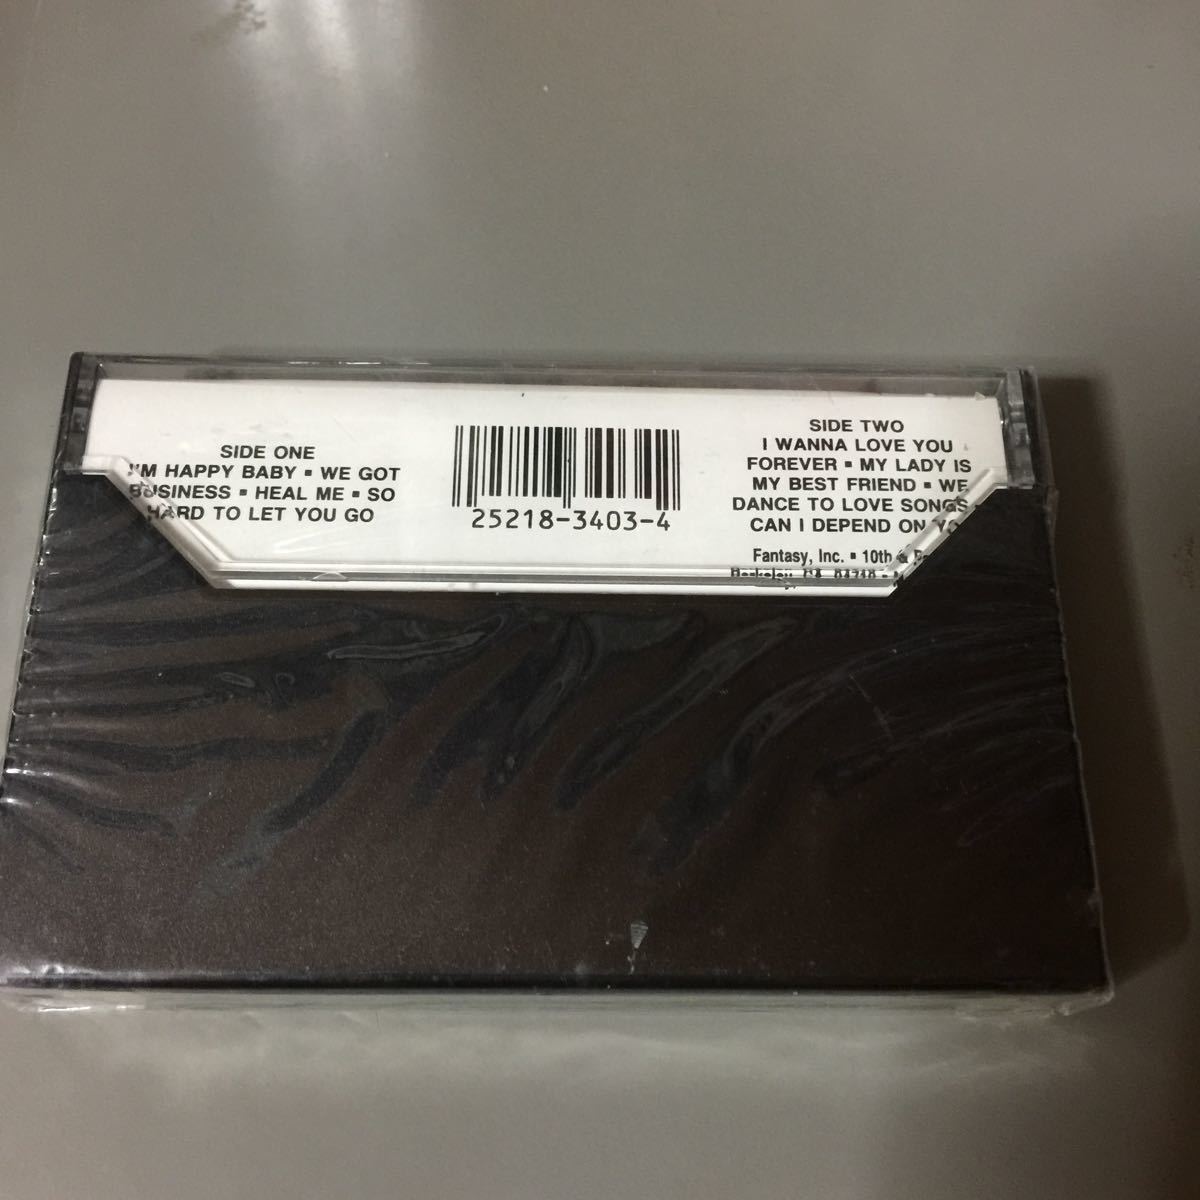 SIDE ONE
I'M HAPPY BABY ▪ WE GOT
BUSINESS ▪ HEAL ME ▪ SO
HARD TO LET YOU GO
25218-3403-4
SIDE TWO
I WANNA LOVE YOU
FOREVER ▪ MY LADY IS
MY BEST FRIEND ▪ WE
DANCE TO LOVE SONGS
CAN I DEPEND ON
Fantasy, Inc. ▪ 10th &
Berkeley, CA